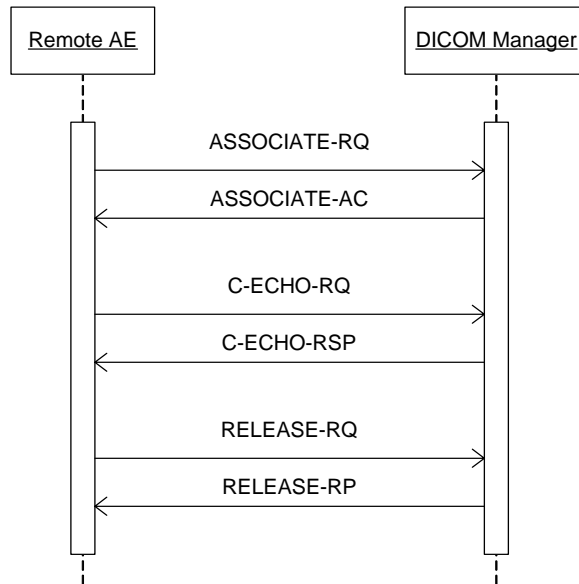 Remote AE
DICOM Manager
ASSOCIATE-RQ
ASSOCIATE-AC
C-ECHO-RQ
C-ECHO-RSP
RELEASE-RQ
RELEASE-RP